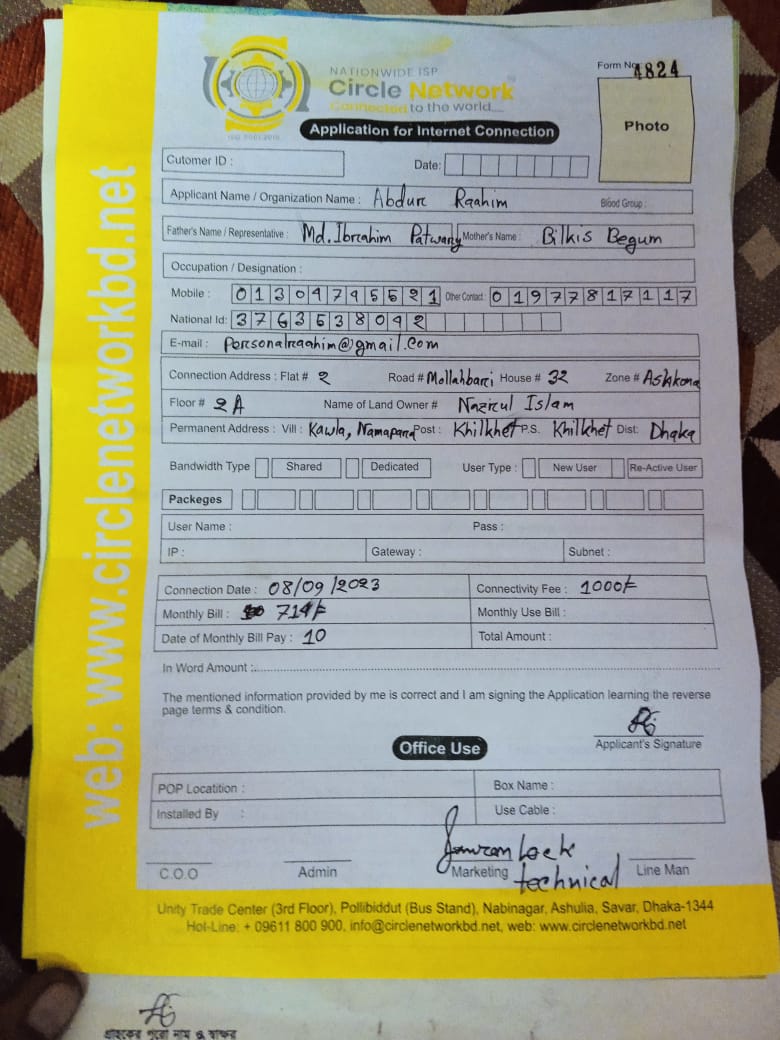 NATIONWIDE ISP
Circle Network
Connected to the world....
ISO 9001:2015
Form No. 4824
Photo
Application for Internet Connection
Cutomer ID :
Date:
Applicant Name / Organization Name : Abdur Raahim Blood Group :
Father's Name / Representative : Md. Ibrahim Patwary Mother's Name : Bilkis Begum
Occupation / Designation :
Mobile : 01304795521 Other Contact : 01977817117
National Id: 3763538092
E-mail : personalraahim@gmail.com
Connection Address : Flat # 2 Road # Mollahbari House # 32 Zone # Ashkona
Floor # 2A Name of Land Owner # Nazrul Islam
Permanent Address : Vill : Kawla, Namapara Post : Khilkhet P.S. Khilkhet Dist: Dhaka
Bandwidth Type Shared Dedicated User Type : New User Re-Active User
Packeges
User Name : Pass :
IP : Gateway : Subnet :
Connection Date : 08/09/2023 Connectivity Fee : 1000/-
Monthly Bill : 714/- Monthly Use Bill :
Date of Monthly Bill Pay : 10 Total Amount :
In Word Amount :
The mentioned information provided by me is correct and I am signing the Application learning the reverse
page terms & condition.
Applicant's Signature
Office Use
POP Locatition : Box Name :
Installed By : Use Cable :
C.O.O Admin Marketing technical Line Man
Unity Trade Center (3rd Floor), Pollibiddut (Bus Stand), Nabinagar, Ashulia, Savar, Dhaka-1344
Hot-Line: + 09611 800 900, info@circlenetworkbd.net, web: www.circlenetworkbd.net
web: www.circlenetworkbd.net
গ্রাহকের পুরো নাম ও স্বাক্ষর